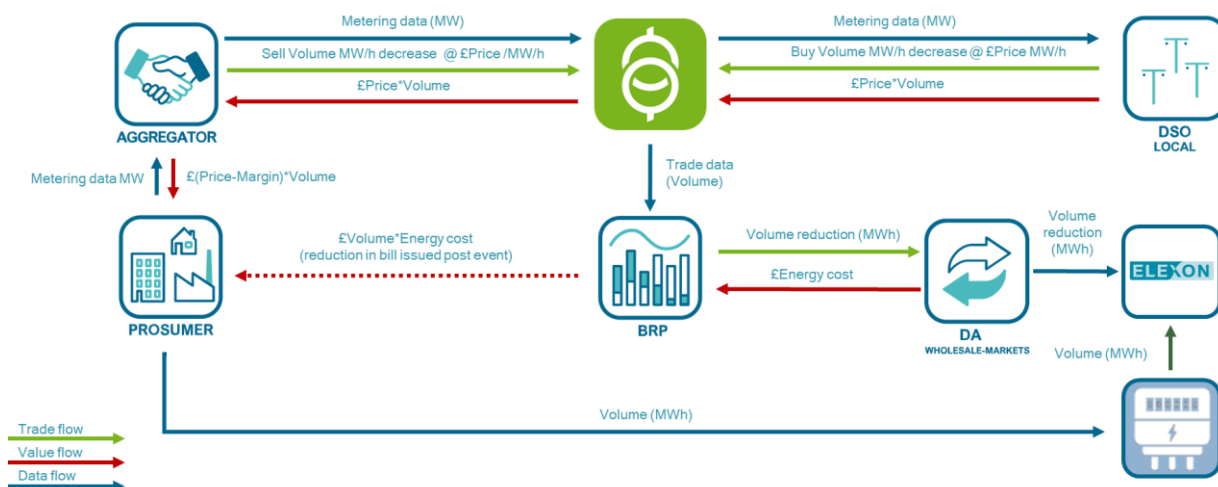 Metering data (MW)
Metering data (MW)
Sell Volume MW/h decrease @ £Price /MW/h
Buy Volume MW/h decrease @ £Price MW/h
£Price*Volume
£Price*Volume
AGGREGATOR
DSO
LOCAL
Metering data MW
£(Price-Margin)*Volume
Trade data
(Volume)
£Volume*Energy cost
(reduction in bill issued post event)
Volume reduction (MWh)
£Energy cost
Volume
reduction
(MWh)
ELEXON
PROSUMER
BRP
DA
WHOLESALE-MARKETS
Volume (MWh)
Volume (MWh)
Trade flow
Value flow
Data flow